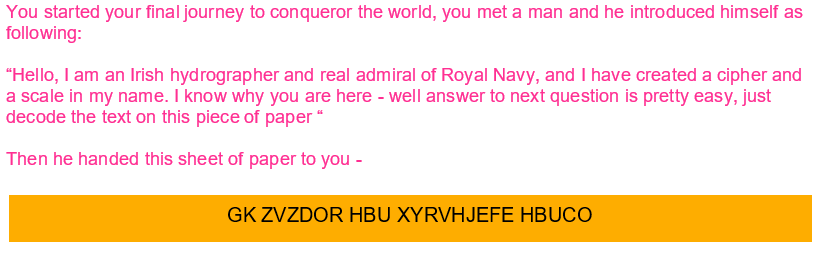 You started your final journey to conqueror the world, you met a man and he introduced himself as
following:
“Hello, I am an Irish hydrographer and real admiral of Royal Navy, and I have created a cipher and
a scale in my name. I know why you are here - well answer to next question is pretty easy, just
decode the text on this piece of paper “
Then he handed this sheet of paper to you -
GK ZVZDOR HBU XYRVHJEFE HBUCO